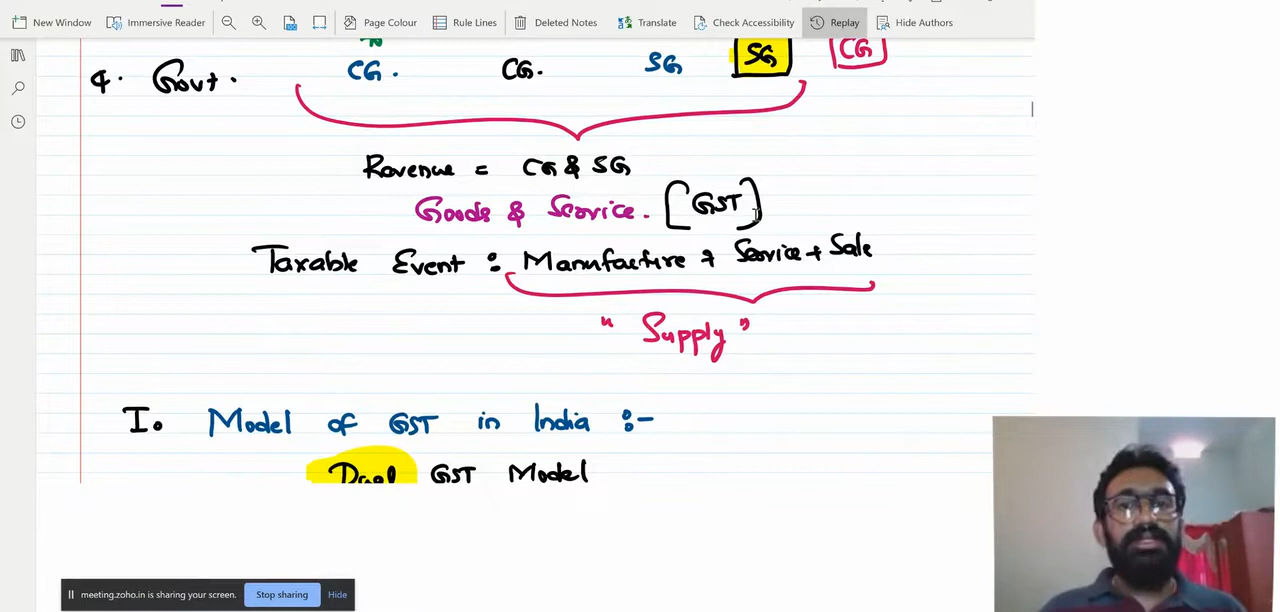 New Window Immersive Reader Page Colour Rule Lines Deleted Notes Translate Check Accessibility Replay Hide Authors
4. Govt. CG. CG. SG SG CG
Revenue = CG & SG
Goods & Service. [GST]
Taxable Event : Manufacture + Service + Sale
" Supply "
I. Model of GST in India :-
Dual GST Model
meeting.zoho.in is sharing your screen. Stop sharing Hide